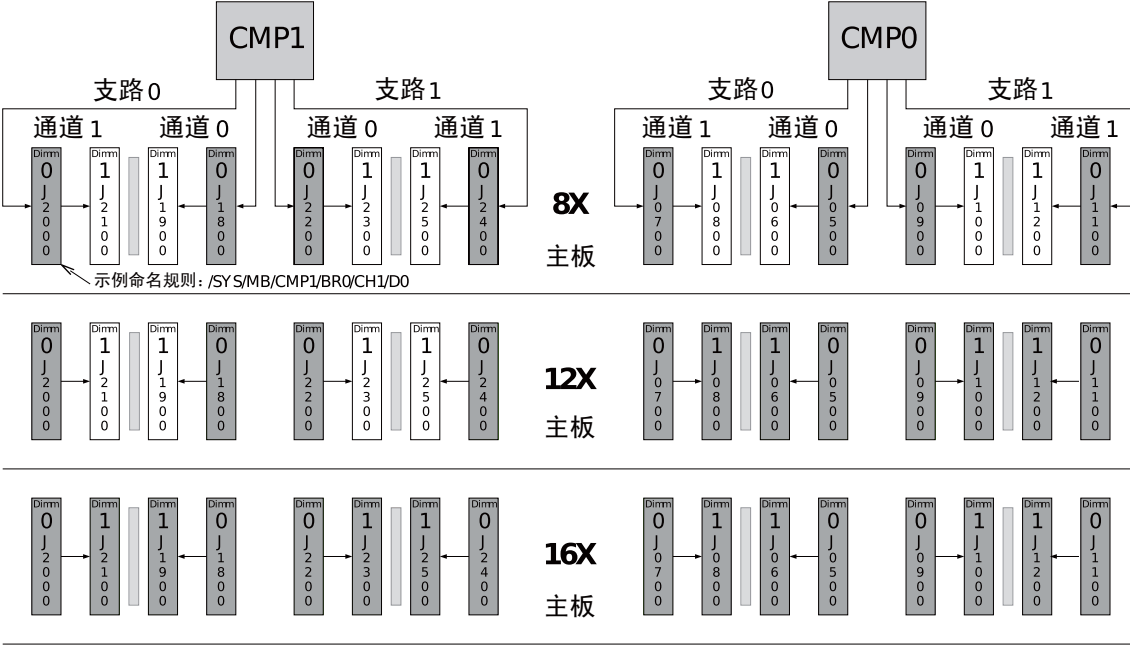 CMP1 CMP0
支路0 支路1 支路0 支路1
通道1 通道0 通道0 通道1 通道1 通道0 通道0 通道1
Dimm Dimm Dimm Dimm Dimm Dimm Dimm Dimm Dimm Dimm Dimm Dimm Dimm Dimm Dimm Dimm
0 1 1 0 0 1 1 0 0 1 1 0 0 1 1 0
J2000 J2100 J1900 J1800 J2200 J2300 J2500 J2400 J0700 J0800 J0600 J0500 J0900 J1000 J1200 J1100
8X
主板
示例命名规则：/SYS/MB/CMP1/BR0/CH1/D0
Dimm Dimm Dimm Dimm Dimm Dimm Dimm Dimm Dimm Dimm Dimm Dimm Dimm Dimm Dimm Dimm
0 1 1 0 0 1 1 0 0 1 1 0 0 1 1 0
J2000 J2100 J1900 J1800 J2200 J2300 J2500 J2400 J0700 J0800 J0600 J0500 J0900 J1000 J1200 J1100
12X
主板
Dimm Dimm Dimm Dimm Dimm Dimm Dimm Dimm Dimm Dimm Dimm Dimm Dimm Dimm Dimm Dimm
0 1 1 0 0 1 1 0 0 1 1 0 0 1 1 0
J2000 J2100 J1900 J1800 J2200 J2300 J2500 J2400 J0700 J0800 J0600 J0500 J0900 J1000 J1200 J1100
16X
主板